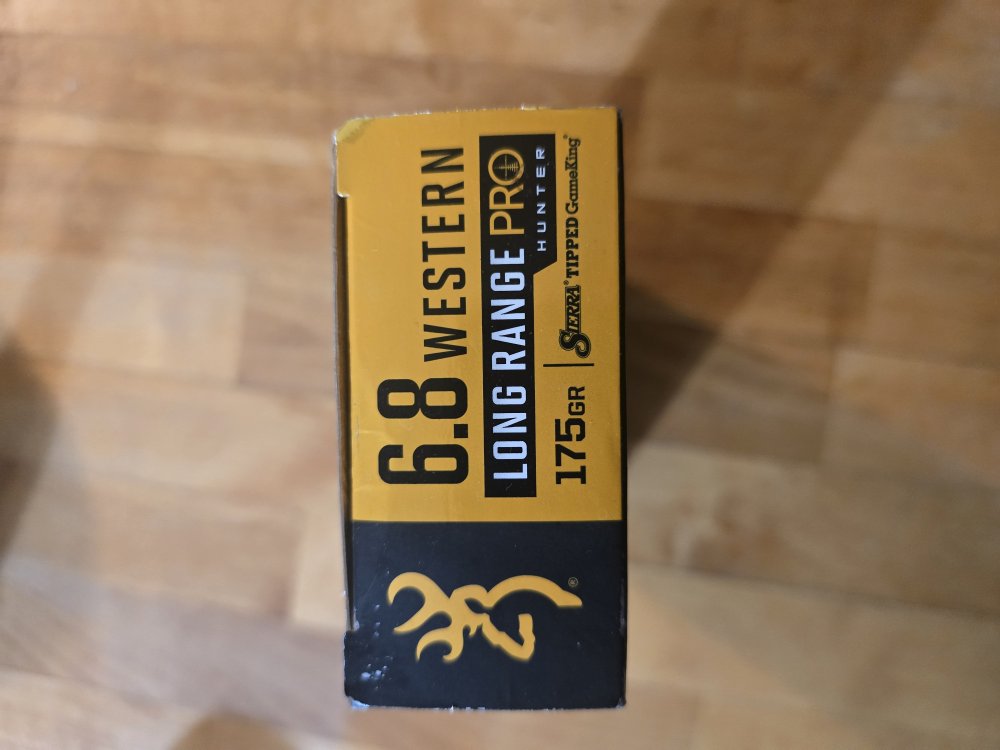 6.8 WESTERN
LONG RANGE PRO
HUNTER
175GR | SIERRA® TIPPED GameKing®
®